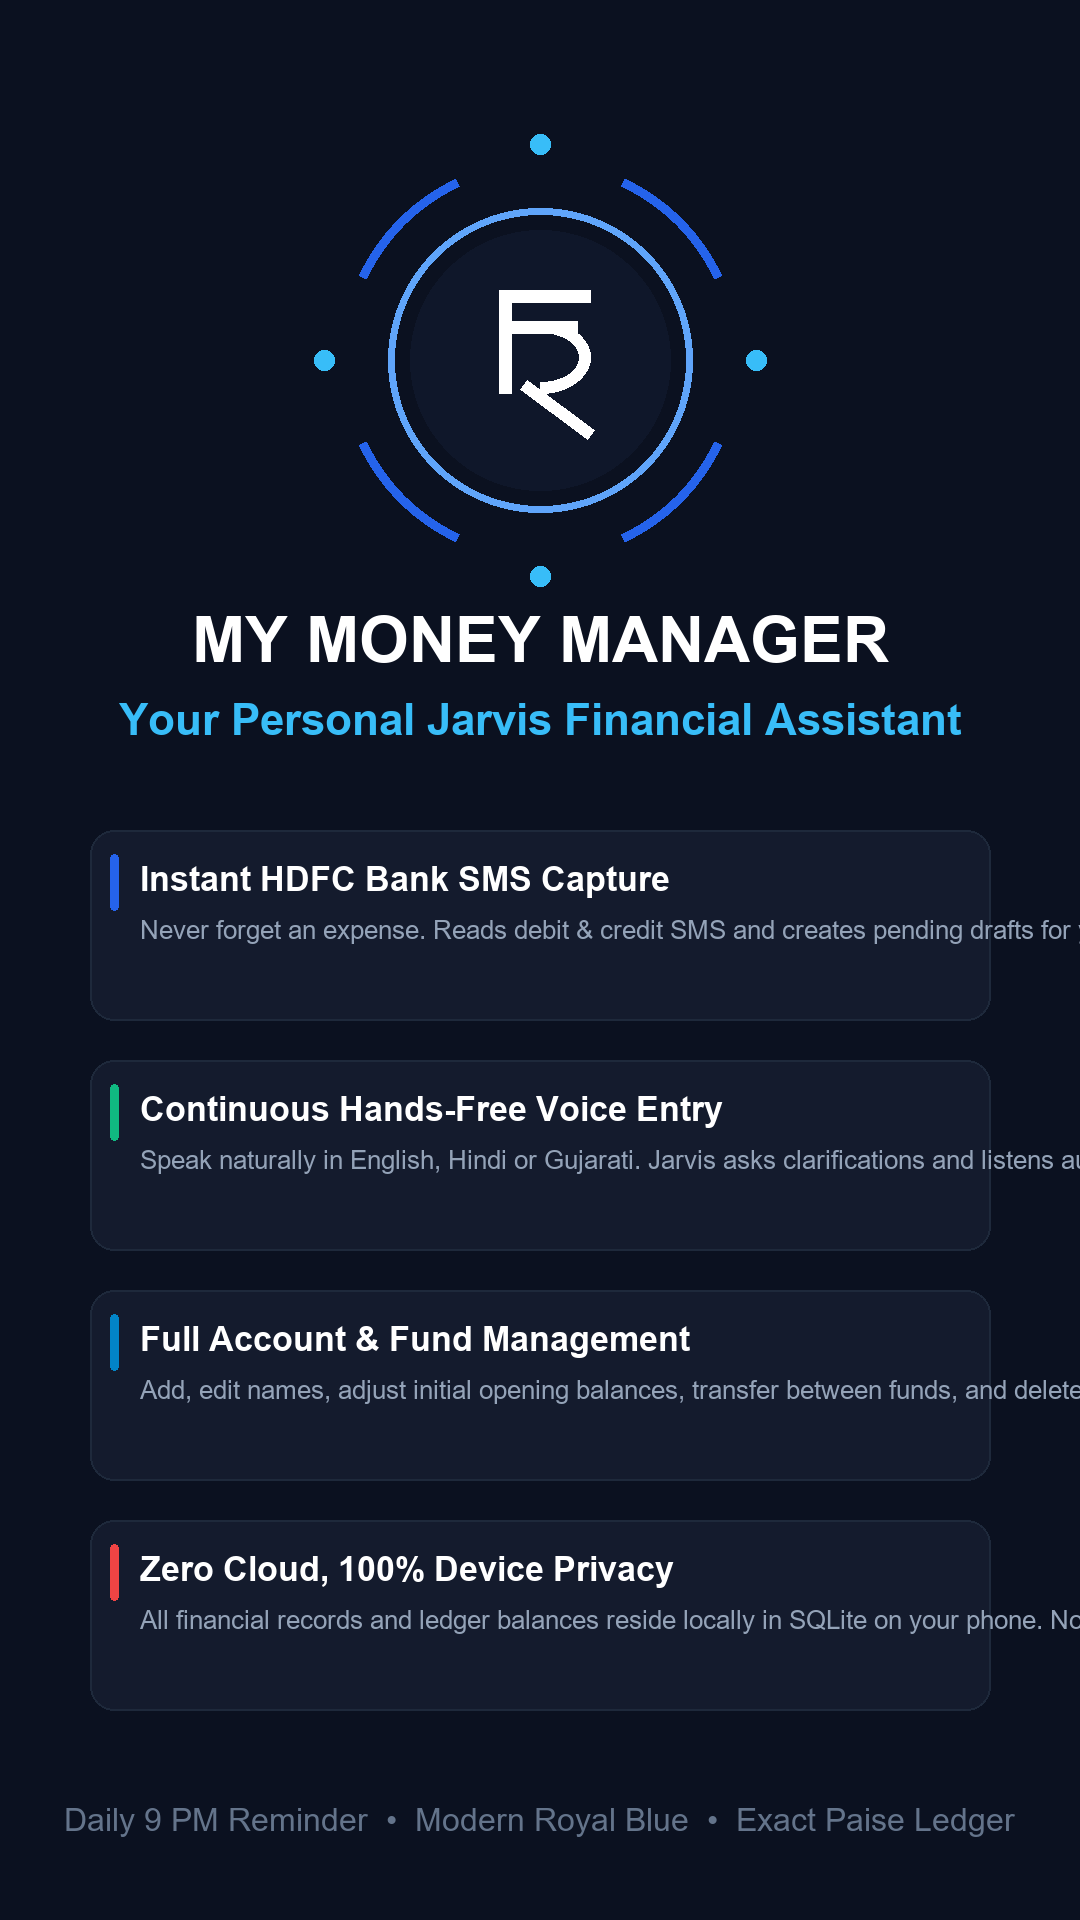 MY MONEY MANAGER
Your Personal Jarvis Financial Assistant
Instant HDFC Bank SMS Capture
Never forget an expense. Reads debit & credit SMS and creates pending drafts for
Continuous Hands-Free Voice Entry
Speak naturally in English, Hindi or Gujarati. Jarvis asks clarifications and listens
Full Account & Fund Management
Add, edit names, adjust initial opening balances, transfer between funds, and delete
Zero Cloud, 100% Device Privacy
All financial records and ledger balances reside locally in SQLite on your phone. No
Daily 9 PM Reminder • Modern Royal Blue • Exact Paise Ledger